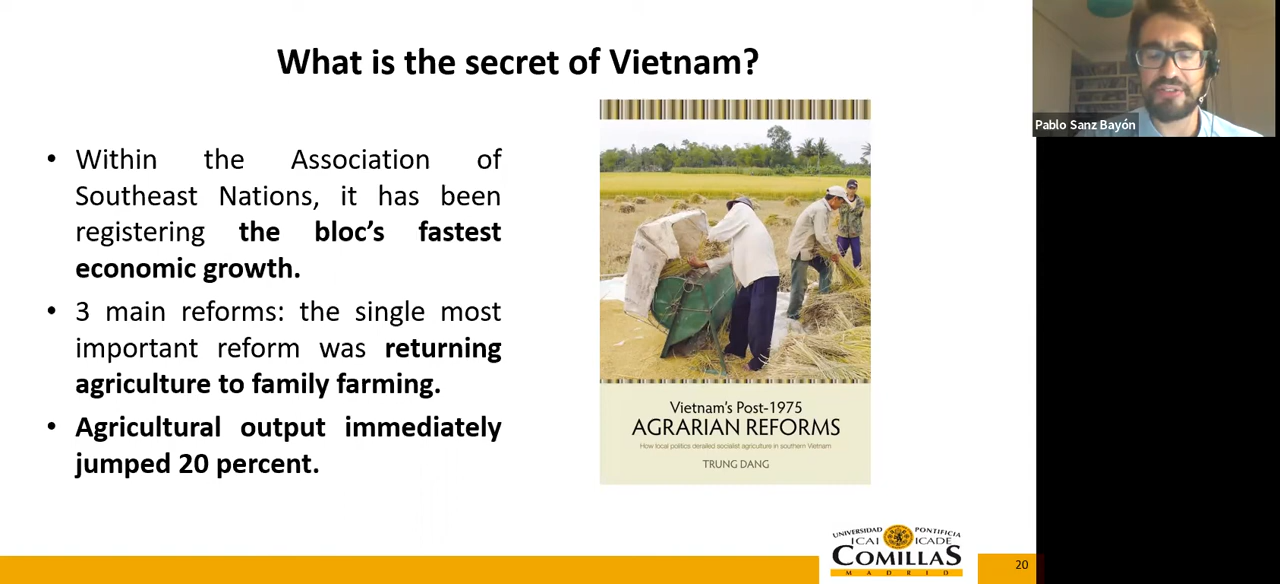 What is the secret of Vietnam?
• Within the Association of
Southeast Nations, it has been
registering the bloc's fastest
economic growth.
• 3 main reforms: the single most
important reform was returning
agriculture to family farming.
• Agricultural output immediately
jumped 20 percent.
Vietnam's Post-1975
AGRARIAN REFORMS
How local politics derailed socialist agriculture in southern Vietnam
TRUNG DANG
UNIVERSIDAD PONTIFICIA
ICAI ICADE
COMILLAS
MADRID
20
Pablo Sanz Bayón